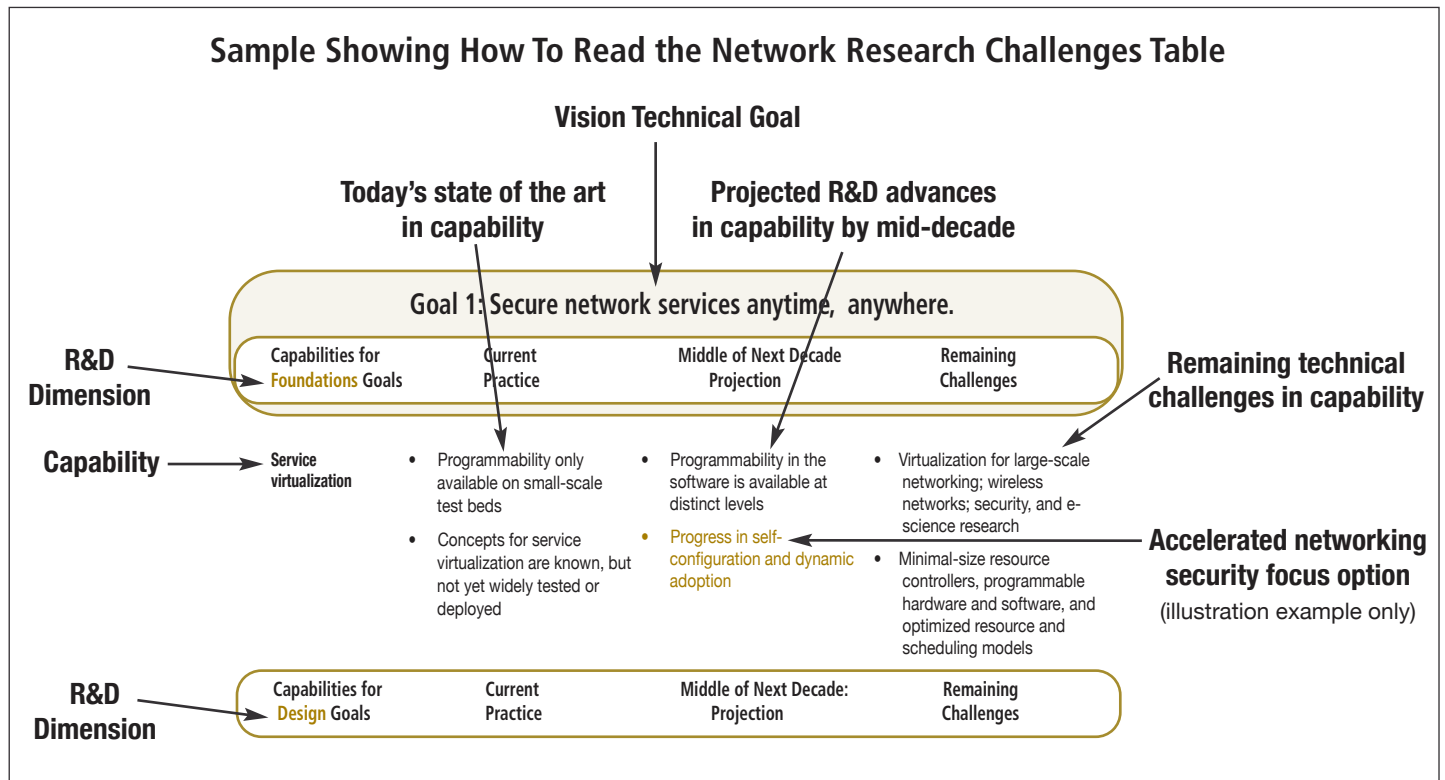 Sample Showing How To Read the Network Research Challenges Table
Vision Technical Goal
Today's state of the art
in capability
Projected R&D advances
in capability by mid-decade
Goal 1: Secure network services anytime, anywhere.
R&D
Dimension
Capabilities for
Foundations Goals
Current
Practice
Middle of Next Decade
Projection
Remaining
Challenges
Remaining technical
challenges in capability
Capability
Service
virtualization
• Programmability only
available on small-scale
test beds
• Concepts for service
virtualization are known, but
not yet widely tested or
deployed
• Programmability in the
software is available at
distinct levels
• Progress in self-
configuration and dynamic
adoption
• Virtualization for large-scale
networking; wireless
networks; security, and e-
science research
• Minimal-size resource
controllers, programmable
hardware and software, and
optimized resource and
scheduling models
Accelerated networking
security focus option
(illustration example only)
R&D
Dimension
Capabilities for
Design Goals
Current
Practice
Middle of Next Decade:
Projection
Remaining
Challenges